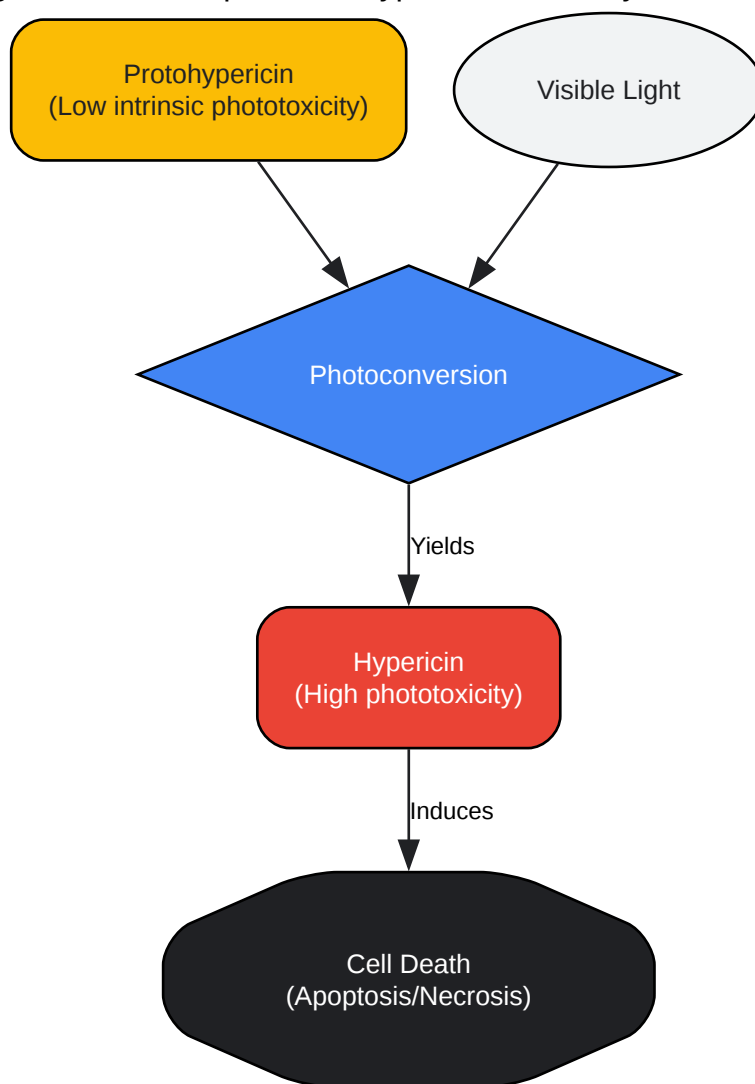 Protohypericin
(Low intrinsic phototoxicity)
Visible Light
Photoconversion
Yields
Hypericin
(High phototoxicity)
Induces
Cell Death
(Apoptosis/Necrosis)